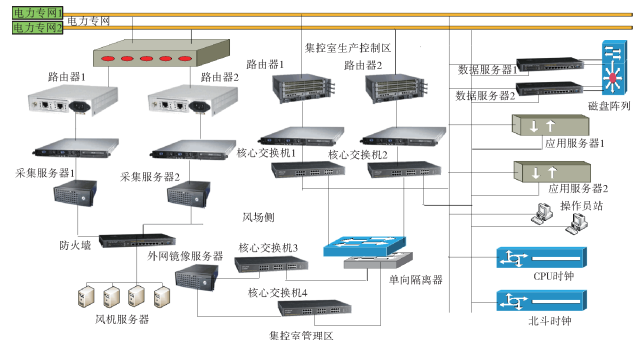 电力专网1
电力专网
电力专网2
集控室生产控制区
路由器1
路由器2
路由器1
路由器2
数据服务器1
数据服务器2
磁盘阵列
核心交换机1
核心交换机2
应用服务器1
采集服务器1
采集服务器2
应用服务器2
操作员站
风场侧
防火墙
外网镜像服务器
核心交换机3
单向隔离器
CPU时钟
核心交换机4
风机服务器
北斗时钟
集控室管理区